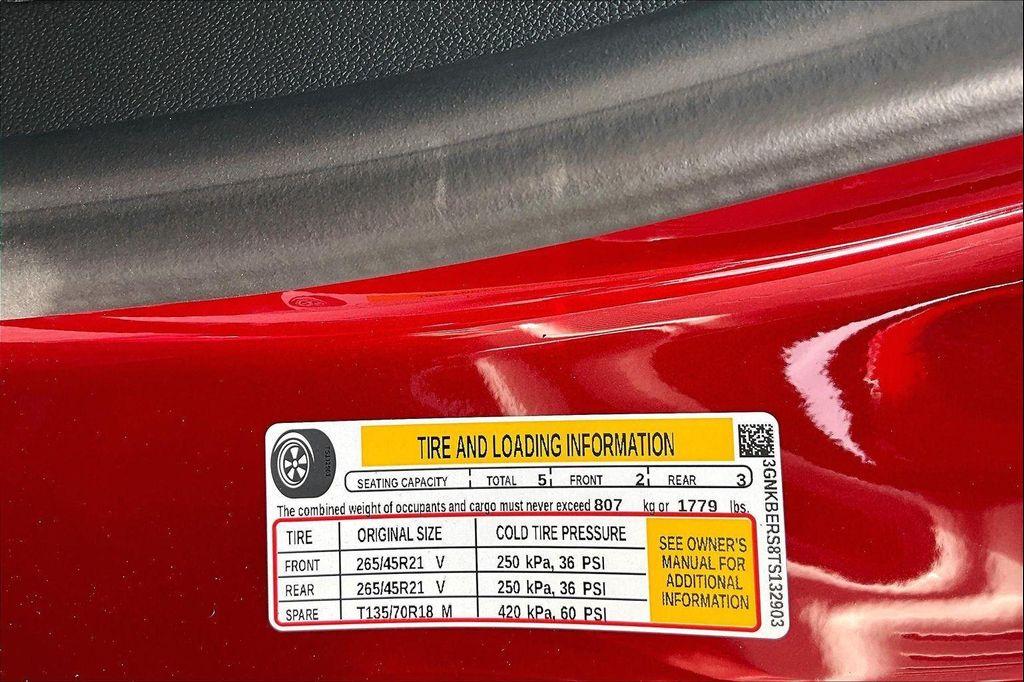 TIRE AND LOADING INFORMATION
SEATING CAPACITY TOTAL 5 FRONT 2 REAR 3
The combined weight of occupants and cargo must never exceed 807 kg or 1779 lbs.
TIRE ORIGINAL SIZE COLD TIRE PRESSURE
FRONT 265/45R21 V 250 kPa, 36 PSI
REAR 265/45R21 V 250 kPa, 36 PSI
SPARE T135/70R18 M 420 kPa, 60 PSI
SEE OWNER'S
MANUAL FOR
ADDITIONAL
INFORMATION
3GNKBERS8TS132903